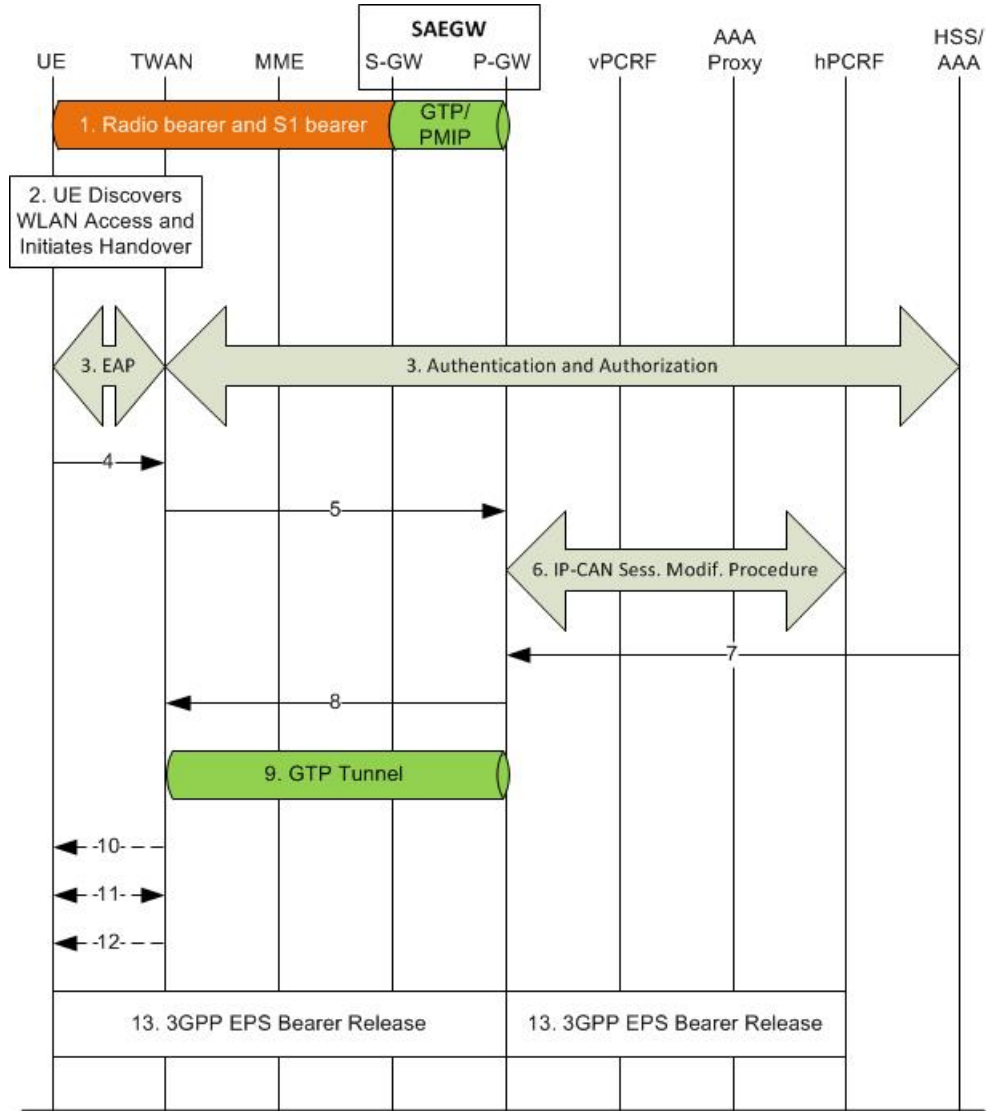 SAEGW
UE TWAN MME S-GW P-GW vPCRF AAA Proxy hPCRF HSS/ AAA
1. Radio bearer and S1 bearer
GTP/
PMIP
2. UE Discovers
WLAN Access and
Initiates Handover
3. EAP
3. Authentication and Authorization
4
5
6. IP-CAN Sess. Modif. Procedure
7
8
9. GTP Tunnel
10
11
12
13. 3GPP EPS Bearer Release
13. 3GPP EPS Bearer Release